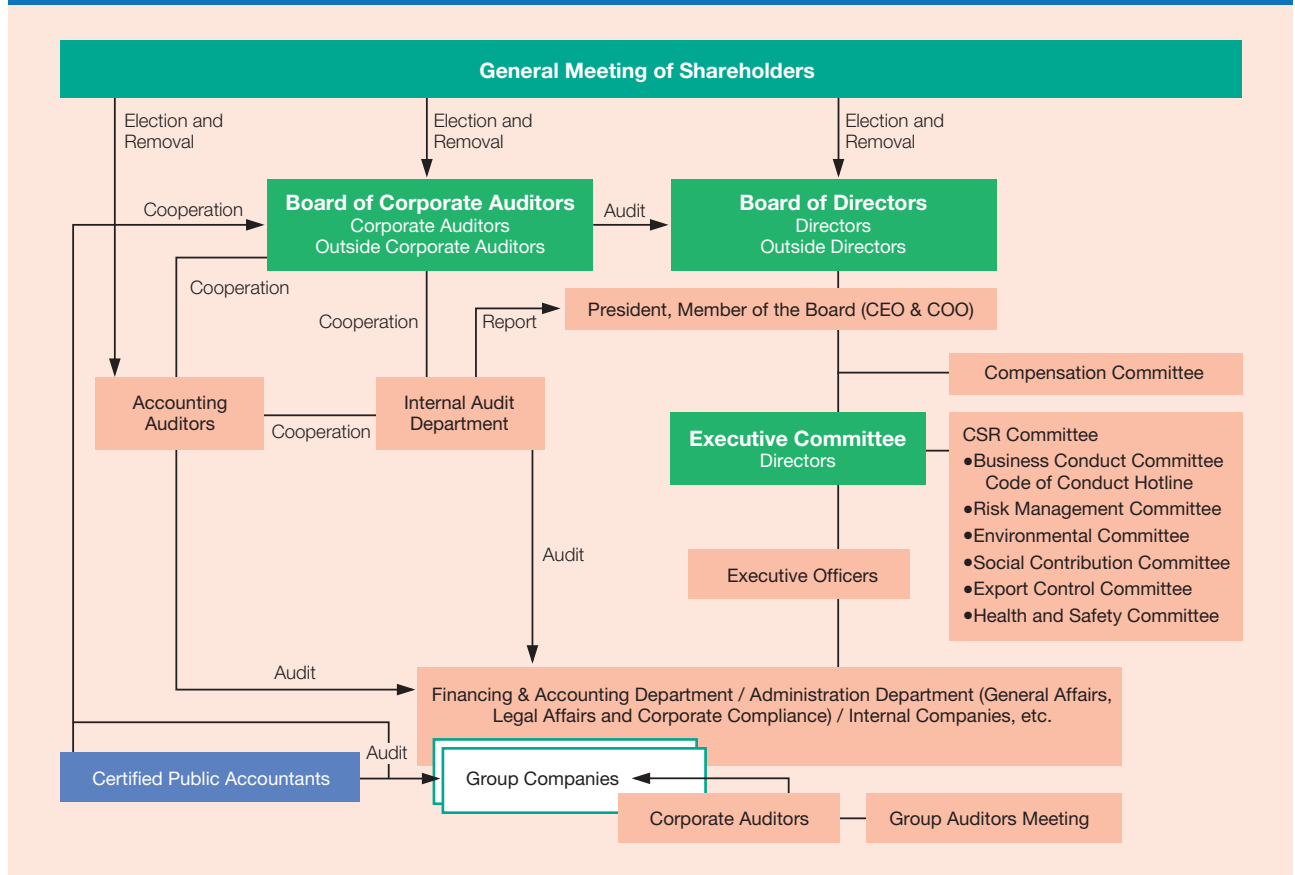 General Meeting of Shareholders
Election and
Removal
Election and
Removal
Election and
Removal
Cooperation
Board of Corporate Auditors
Corporate Auditors
Outside Corporate Auditors
Audit
Board of Directors
Directors
Outside Directors
Cooperation
Cooperation
Report
President, Member of the Board (CEO & COO)
Compensation Committee
Accounting
Auditors
Cooperation
Internal Audit
Department
Executive Committee
Directors
CSR Committee
●Business Conduct Committee
Code of Conduct Hotline
●Risk Management Committee
●Environmental Committee
●Social Contribution Committee
●Export Control Committee
●Health and Safety Committee
Audit
Executive Officers
Audit
Financing & Accounting Department / Administration Department (General Affairs,
Legal Affairs and Corporate Compliance) / Internal Companies, etc.
Audit
Certified Public Accountants
Group Companies
Corporate Auditors
Group Auditors Meeting